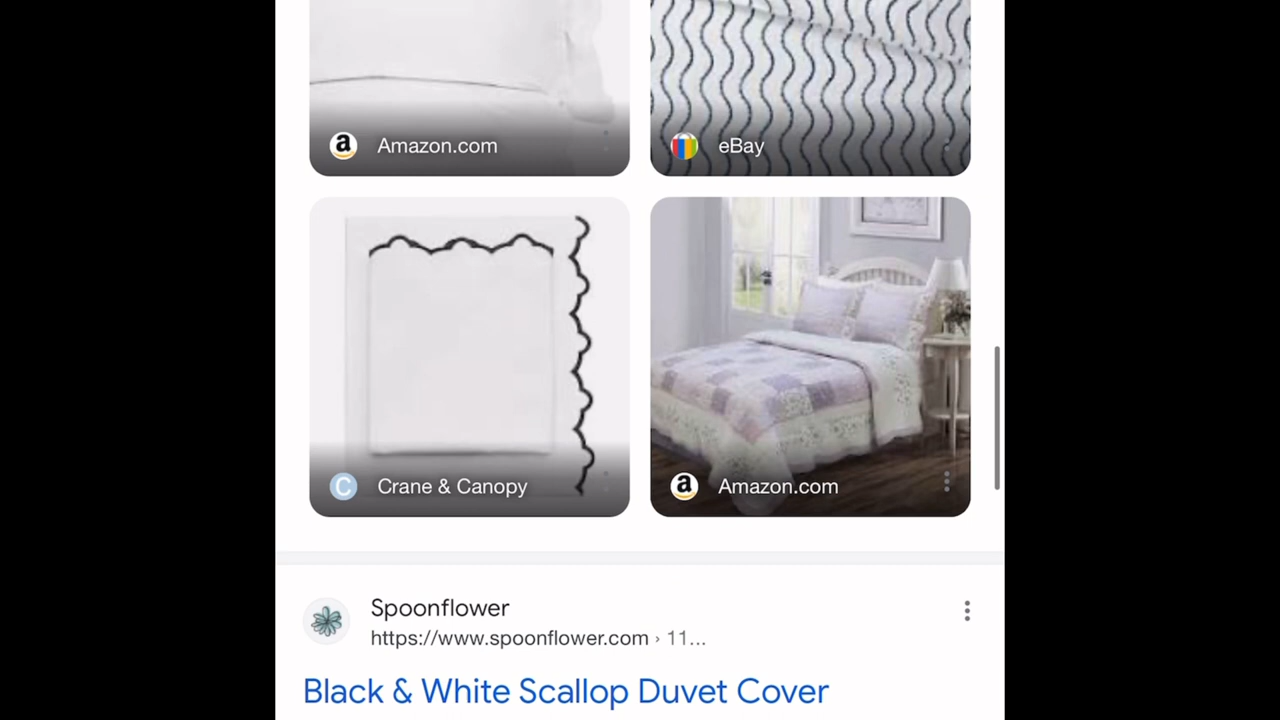 Amazon.com
eBay
Crane & Canopy
Amazon.com
Spoonflower
https://www.spoonflower.com › 11...
Black & White Scallop Duvet Cover